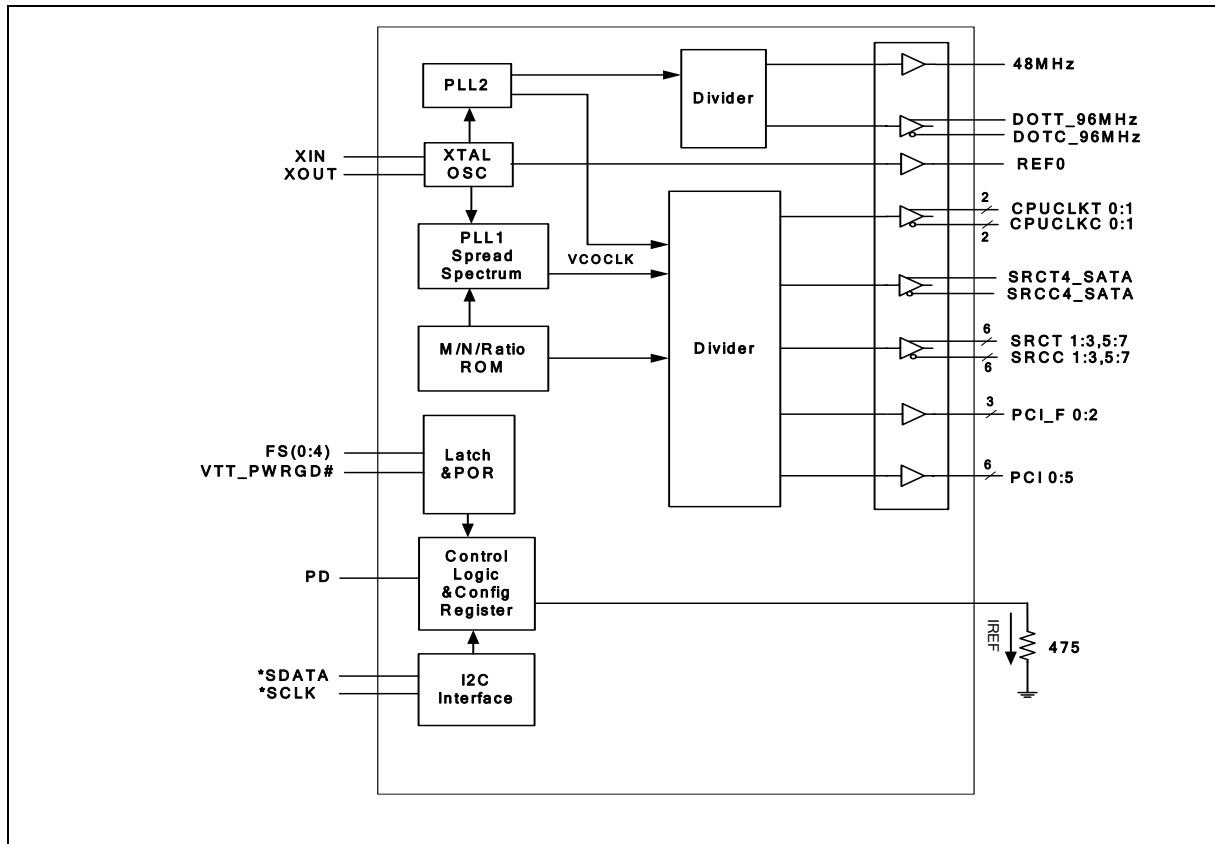 PLL2
Divider
48MHz
DOTT_96MHz
DOTC_96MHz
XIN
XOUT
XTAL
OSC
REF0
2
CPUCLKT 0:1
CPUCLKC 0:1
2
PLL1
Spread
Spectrum
VCOCLK
SRCT4_SATA
SRCC4_SATA
M/N/Ratio
ROM
Divider
6
SRCT 1:3,5:7
SRCC 1:3,5:7
6
3
PCI_F 0:2
FS(0:4)
VTT_PWRGD#
Latch
&POR
6
PCI 0:5
PD
Control
Logic
&Config
Register
IREF
475
*SDATA
*SCLK
I2C
Interface